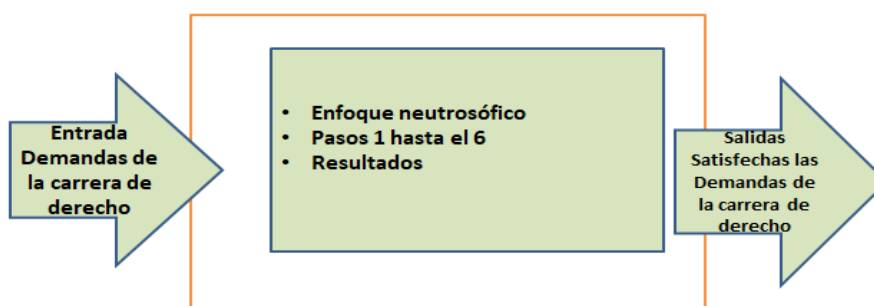 Entrada
Demandas de
la carrera de
derecho
• Enfoque neutrosófico
• Pasos 1 hasta el 6
• Resultados
Salidas
Satisfechas las
Demandas de
la carrera de
derecho